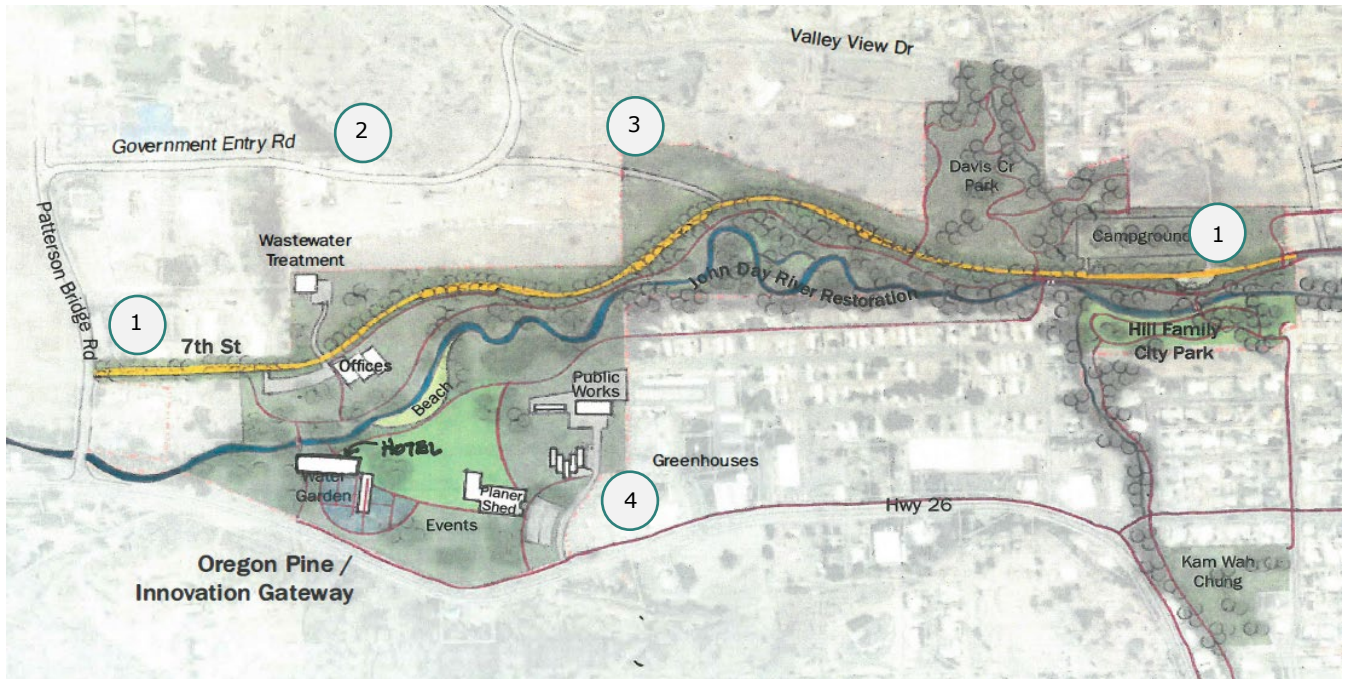 Valley View Dr
2
3
Government Entry Rd
Davis Cr
Park
Patterson Bridge Rd
Wastewater
Treatment
Campground
1
John Day River Restoration
1
7th St
Hill Family
City Park
Offices
Beach
Public
Works
HOTEL
Greenhouses
Water
Garden
Planer
Shed
4
Hwy 26
Events
Oregon Pine /
Innovation Gateway
Kam Wah
Chung